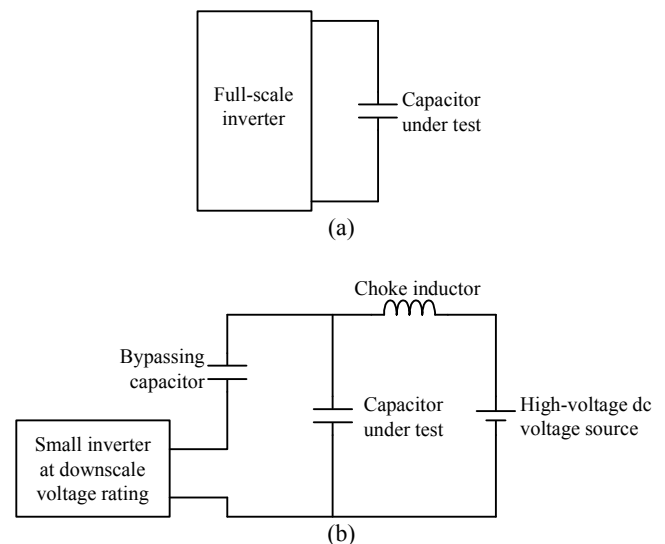 Full-scale
inverter
Capacitor
under test
(a)
Choke inductor
Bypassing
capacitor
Capacitor
under test
High-voltage dc
voltage source
Small inverter
at downscale
voltage rating
(b)